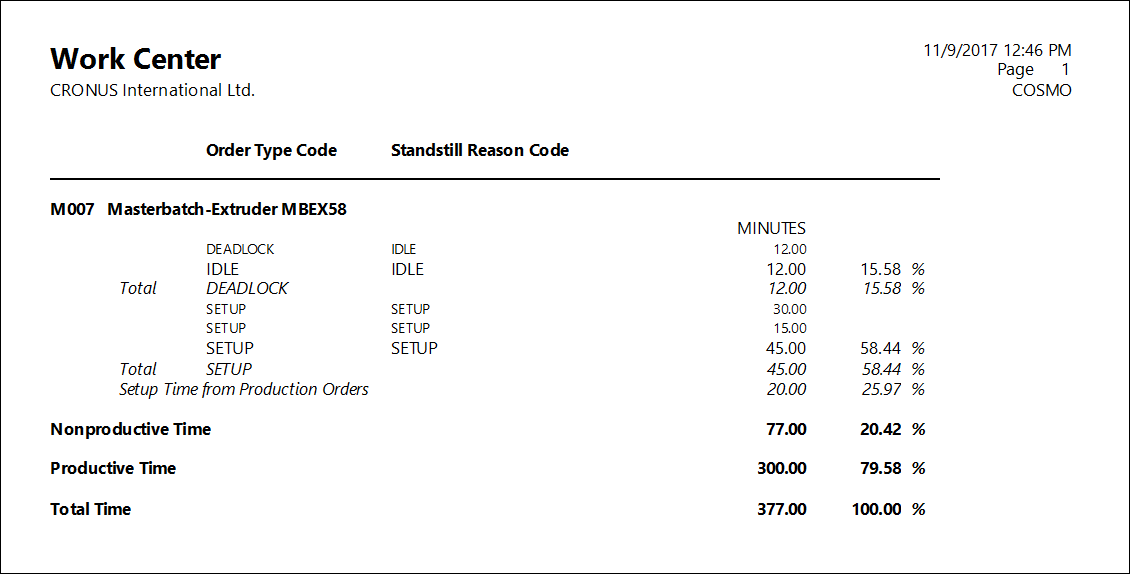 Work Center
11/9/2017 12:46 PM
Page 1
CRONUS International Ltd.
COSMO
Order Type Code Standstill Reason Code
M007 Masterbatch-Extruder MBEX58
MINUTES
DEADLOCK IDLE 12.00
IDLE IDLE 12.00 15.58 %
Total DEADLOCK 12.00 15.58 %
SETUP SETUP 30.00
SETUP SETUP 15.00
SETUP SETUP 45.00 58.44 %
Total SETUP 45.00 58.44 %
Setup Time from Production Orders 20.00 25.97 %
Nonproductive Time 77.00 20.42 %
Productive Time 300.00 79.58 %
Total Time 377.00 100.00 %